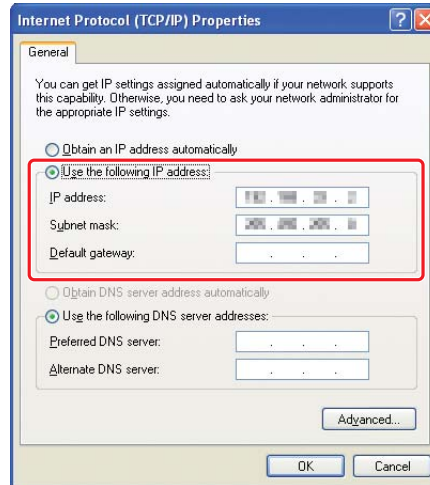 Internet Protocol (TCP/IP) Properties
General
You can get IP settings assigned automatically if your network supports
this capability. Otherwise, you need to ask your network administrator for
the appropriate IP settings.
Obtain an IP address automatically
Use the following IP address:
IP address:
Subnet mask:
Default gateway:
Obtain DNS server address automatically
Use the following DNS server addresses:
Preferred DNS server:
Alternate DNS server:
Advanced...
OK
Cancel